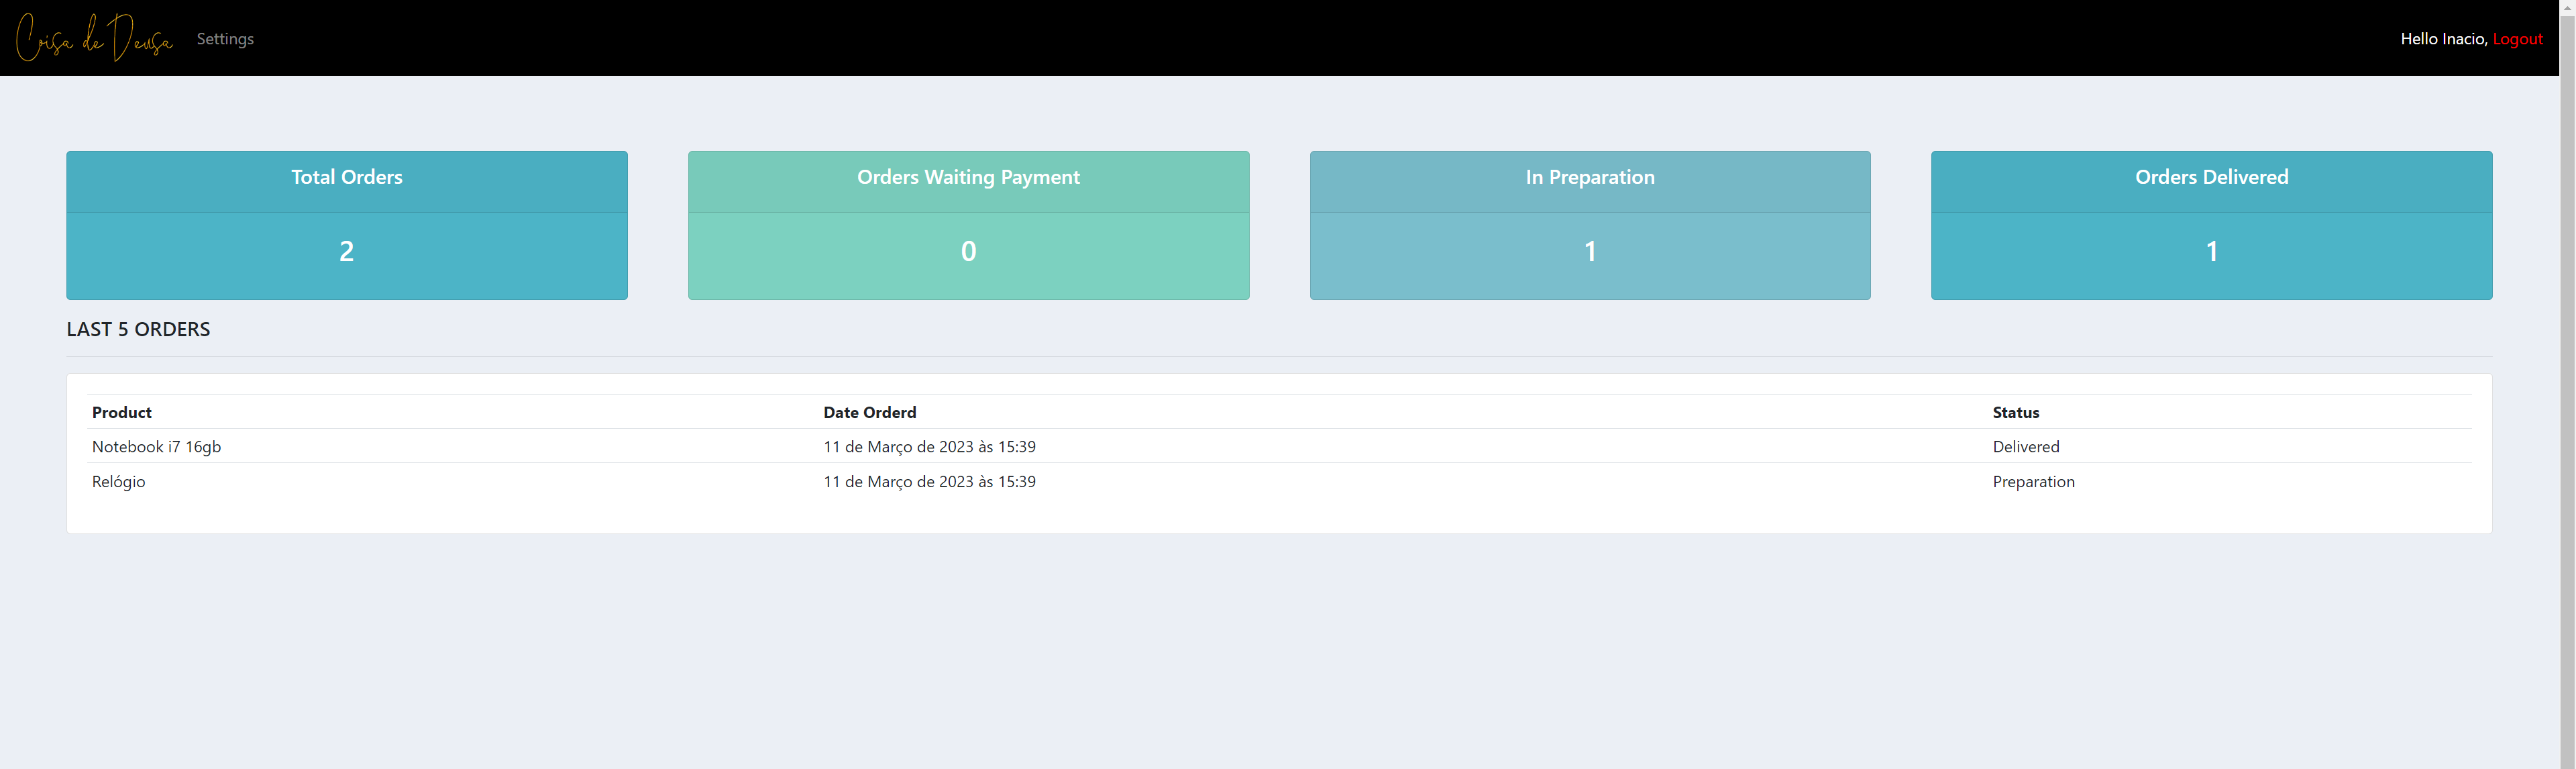 Coisa de Deusa Settings Hello Inacio, Logout
Total Orders Orders Waiting Payment In Preparation Orders Delivered
2 0 1 1
LAST 5 ORDERS
Product Date Orderd Status
Notebook i7 16gb 11 de Março de 2023 às 15:39 Delivered
Relógio 11 de Março de 2023 às 15:39 Preparation